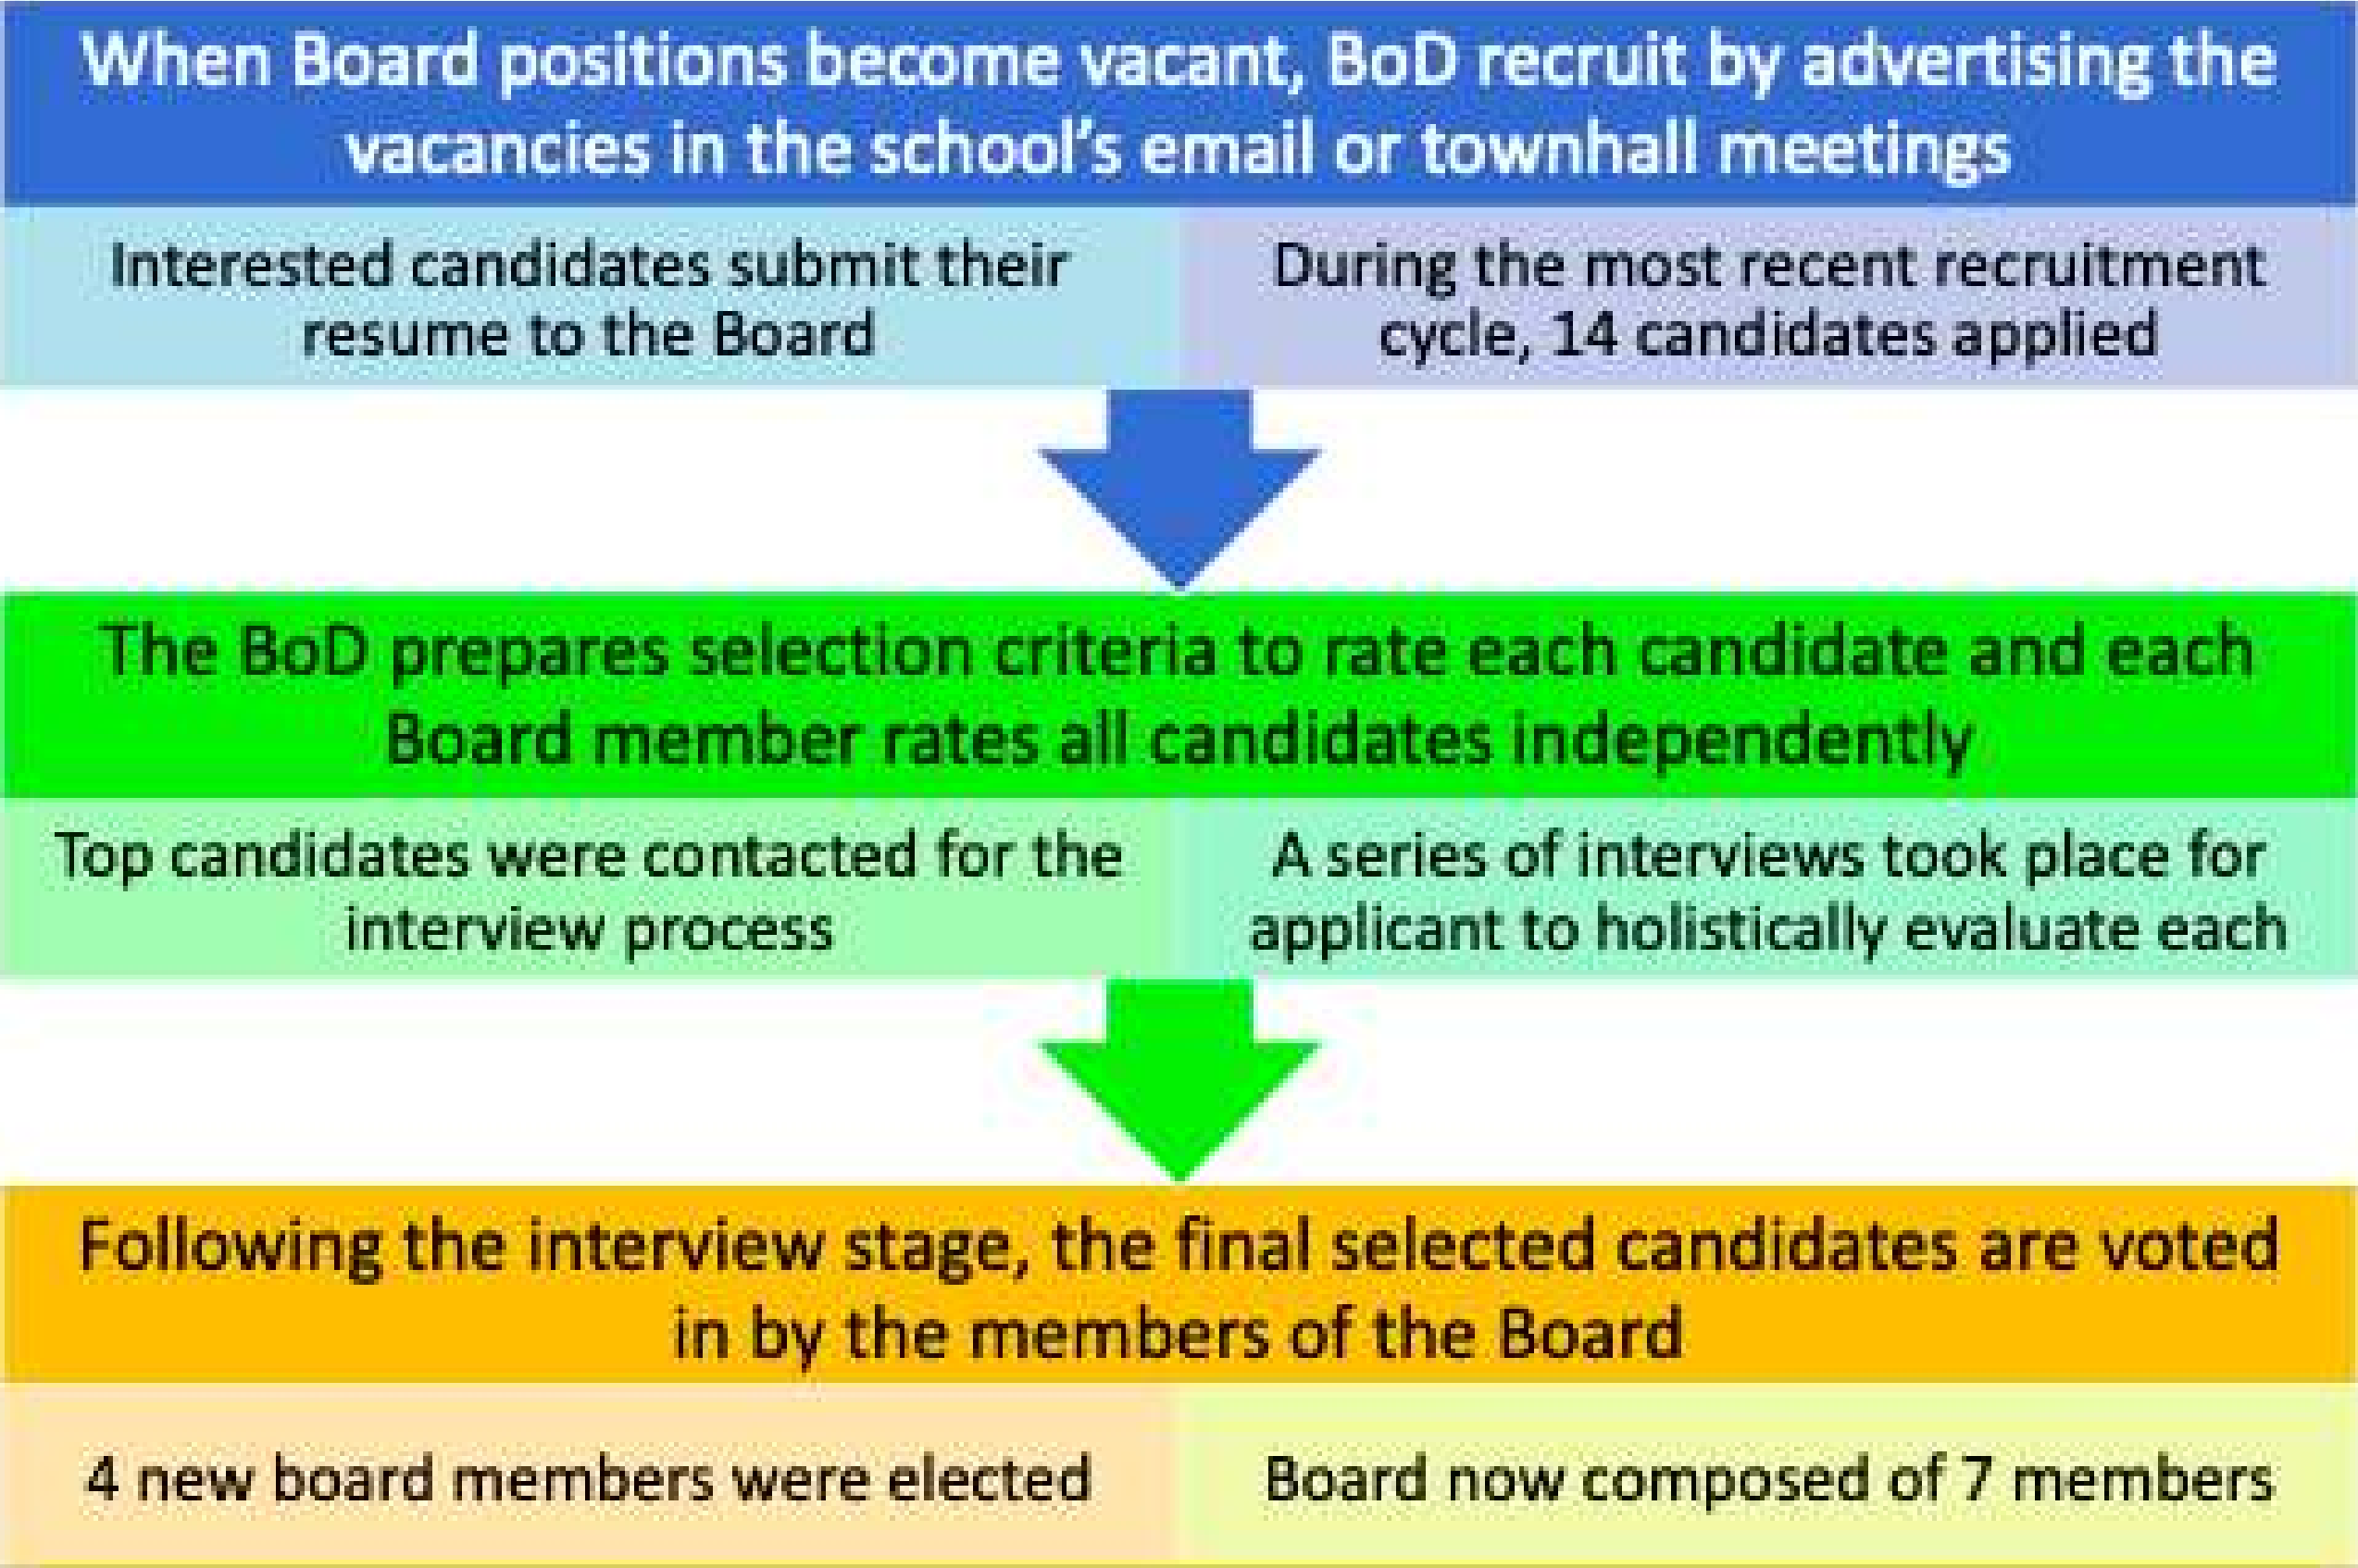 When Board positions become vacant, BoD recruit by advertising the
vacancies in the school's email or townhall meetings
Interested candidates submit their
resume to the Board
During the most recent recruitment
cycle, 14 candidates applied
The BoD prepares selection criteria to rate each candidate and each
Board member rates all candidates independently
Top candidates were contacted for the
interview process
A series of interviews took place for
applicant to holistically evaluate each
Following the interview stage, the final selected candidates are voted
in by the members of the Board
4 new board members were elected
Board now composed of 7 members